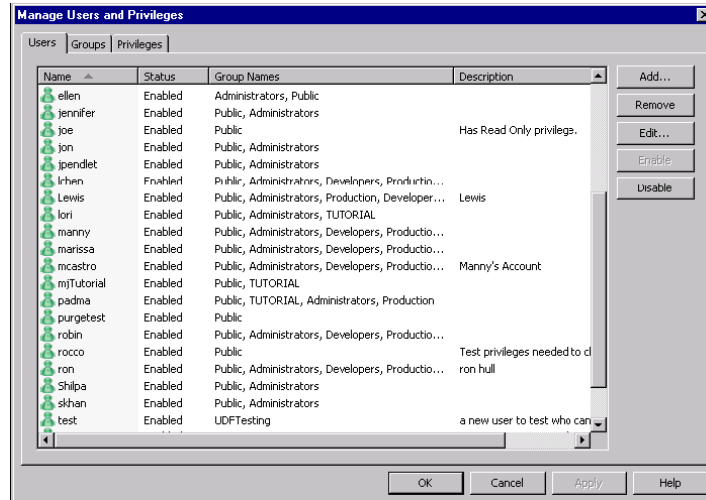 Manage Users and Privileges
Users Groups Privileges
Name Status Group Names Description
ellen Enabled Administrators, Public
jennifer Enabled Public, Administrators
joe Enabled Public Has Read Only privilege.
jon Enabled Public, Administrators
jpendlet Enabled Public, Administrators
lchen Enabled Public, Administrators, Developers, Productio...
Lewis Enabled Public, Administrators, Production, Developer... Lewis
lori Enabled Public, Administrators, TUTORIAL
manny Enabled Public, Administrators, Developers, Productio...
marissa Enabled Public, Administrators, Developers, Productio...
mcastro Enabled Public, Administrators, Developers, Productio... Manny's Account
mjTutorial Enabled Public, TUTORIAL
padma Enabled Public, TUTORIAL, Administrators, Production
purgetest Enabled Public
robin Enabled Public, Administrators, Developers, Productio...
rocco Enabled Public Test privileges needed to cl
ron Enabled Public, Administrators, Developers, Productio... ron hull
Shilpa Enabled Public, Administrators
skhan Enabled Public, Administrators
test Enabled UDFTesting a new user to test who can
Add...
Remove
Edit...
Enable
Disable
OK Cancel Apply Help